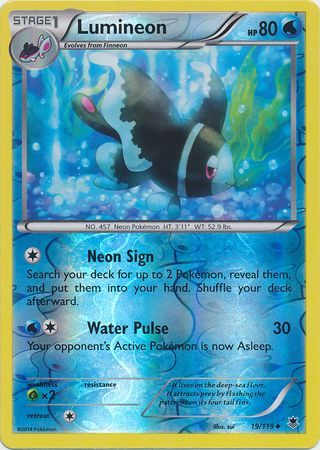 STAGE1
Lumineon
HP 80
Evolves from Finneon
NO. 457 Neon Pokémon HT: 3'11" WT: 52.9 lbs.
Neon Sign
Search your deck for up to 2 Pokémon, reveal them,
and put them into your hand. Shuffle your deck
afterward.
Water Pulse 30
Your opponent's Active Pokémon is now Asleep.
weakness resistance
×2
retreat
It lives on the deep-sea floor.
It attracts prey by flashing the
patterns on its four tail fins.
©2014 Pokémon
Illus. sui
19/119